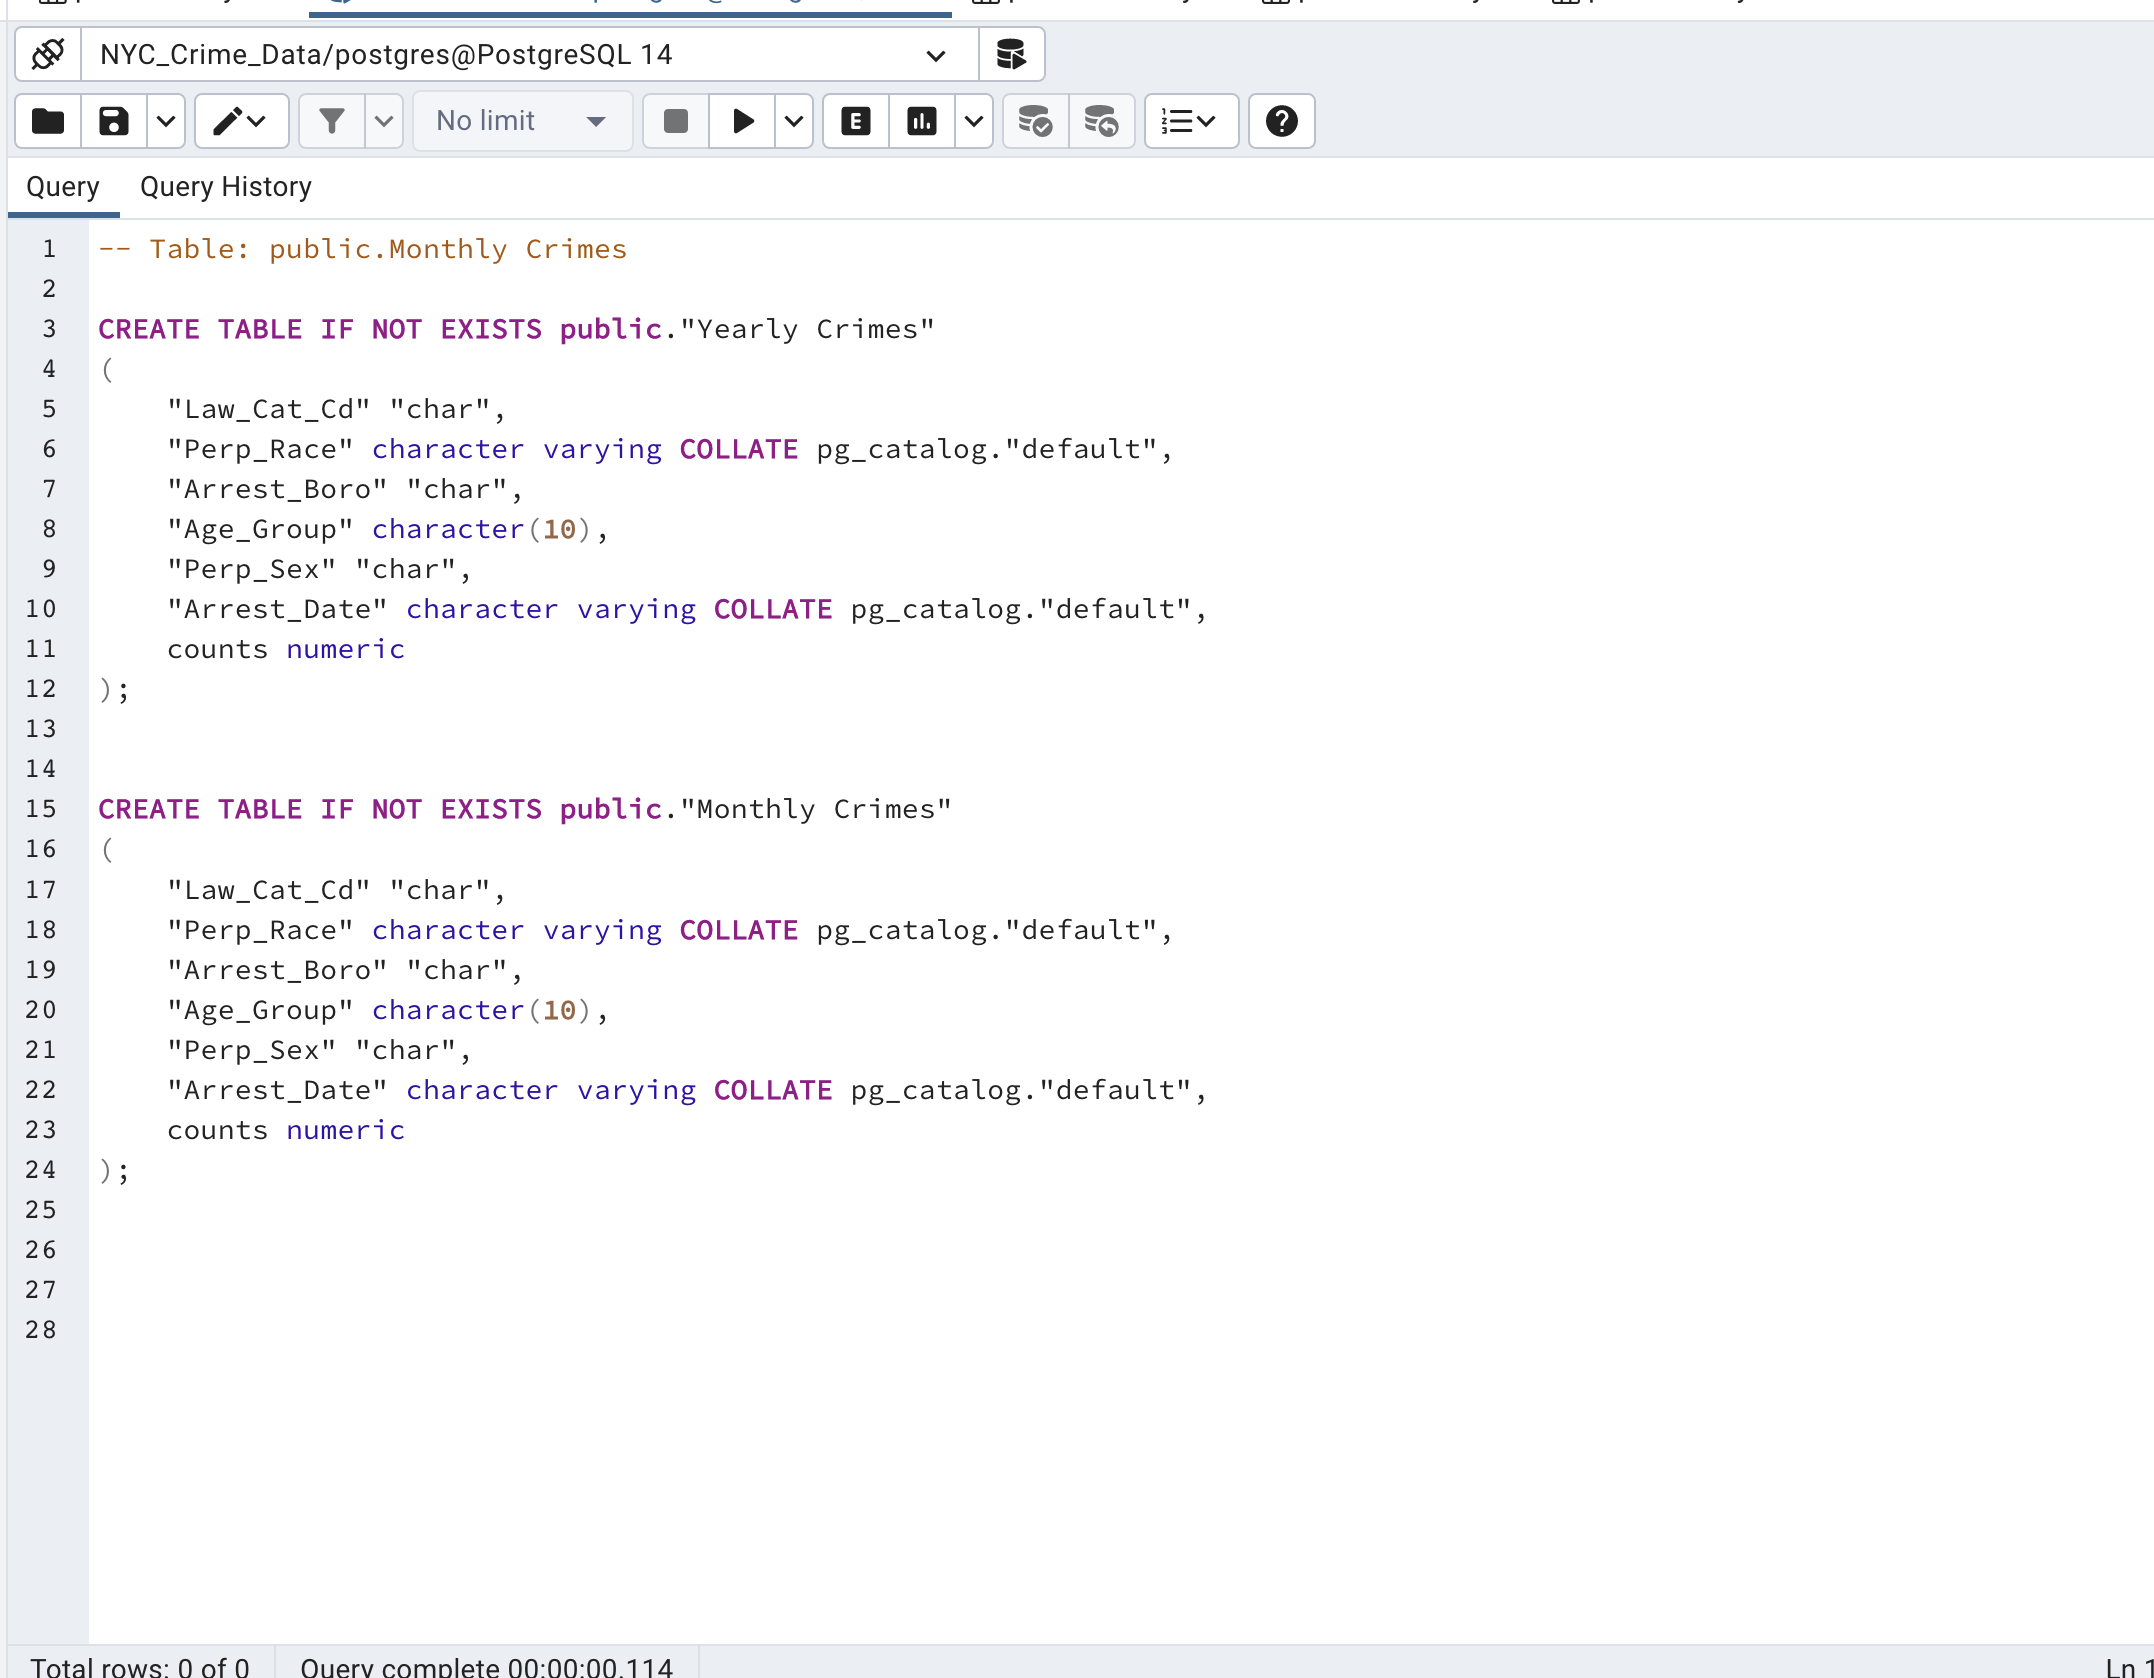 NYC_Crime_Data/postgres@PostgreSQL 14
No limit
E
Query Query History
1 -- Table: public.Monthly Crimes
2
3 CREATE TABLE IF NOT EXISTS public."Yearly Crimes"
4 (
5 "Law_Cat_Cd" "char",
6 "Perp_Race" character varying COLLATE pg_catalog."default",
7 "Arrest_Boro" "char",
8 "Age_Group" character(10),
9 "Perp_Sex" "char",
10 "Arrest_Date" character varying COLLATE pg_catalog."default",
11 counts numeric
12 );
13
14
15 CREATE TABLE IF NOT EXISTS public."Monthly Crimes"
16 (
17 "Law_Cat_Cd" "char",
18 "Perp_Race" character varying COLLATE pg_catalog."default",
19 "Arrest_Boro" "char",
20 "Age_Group" character(10),
21 "Perp_Sex" "char",
22 "Arrest_Date" character varying COLLATE pg_catalog."default",
23 counts numeric
24 );
25
26
27
28
Total rows: 0 of 0 Query complete 00:00:00.114 Ln